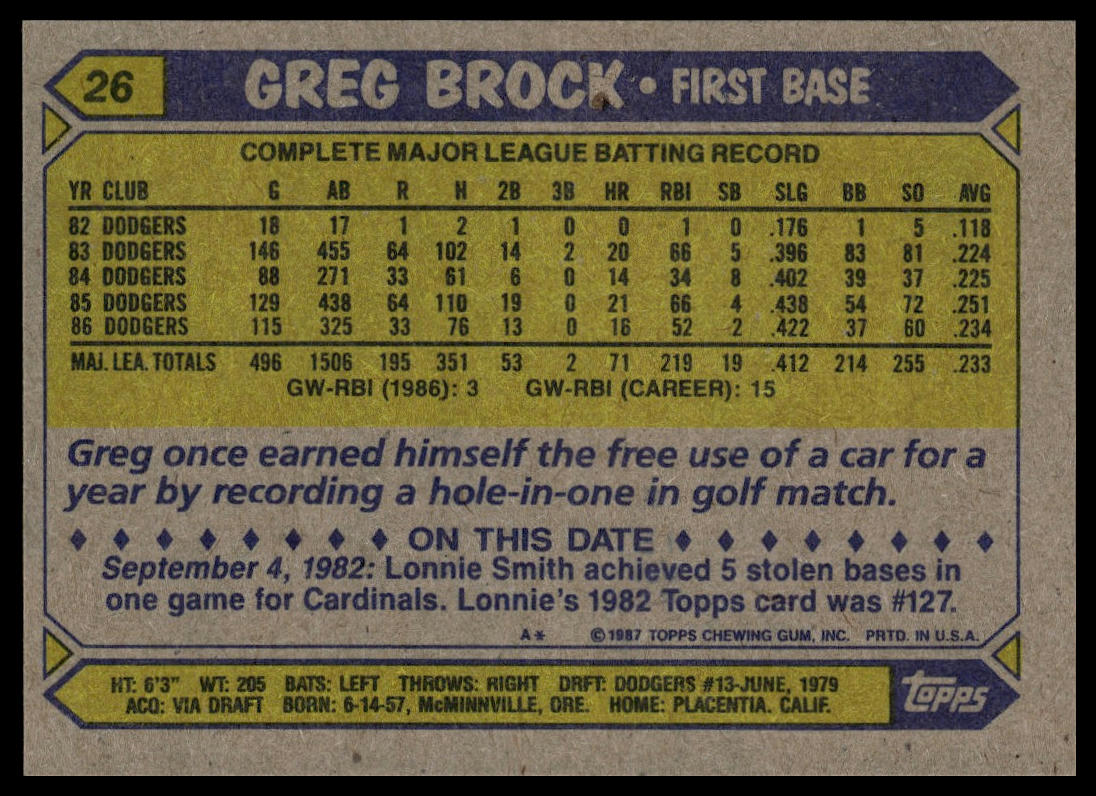 26 GREG BROCK • FIRST BASE
COMPLETE MAJOR LEAGUE BATTING RECORD
YR CLUB G AB R H 2B 3B HR RBI SB SLG BB SO AVG
82 DODGERS 18 17 1 2 1 0 0 1 0 .176 1 5 .118
83 DODGERS 146 455 64 102 14 2 20 66 5 .396 83 81 .224
84 DODGERS 88 271 33 61 6 0 14 34 8 .402 39 37 .225
85 DODGERS 129 438 64 110 19 0 21 66 4 .438 54 72 .251
86 DODGERS 115 325 33 76 13 0 16 52 2 .422 37 60 .234
MAJ. LEA. TOTALS 496 1506 195 351 53 2 71 219 19 .412 214 255 .233
GW-RBI (1986): 3 GW-RBI (CAREER): 15
Greg once earned himself the free use of a car for a
year by recording a hole-in-one in golf match.
♦ ♦ ♦ ♦ ♦ ♦ ♦ ♦ ON THIS DATE ♦ ♦ ♦ ♦ ♦ ♦ ♦ ♦
September 4, 1982: Lonnie Smith achieved 5 stolen bases in
one game for Cardinals. Lonnie's 1982 Topps card was #127.
A* ©1987 TOPPS CHEWING GUM, INC. PRTD. IN U.S.A.
HT: 6'3" WT: 205 BATS: LEFT THROWS: RIGHT DRFT: DODGERS #13-JUNE, 1979
ACQ: VIA DRAFT BORN: 6-14-57, McMINNVILLE, ORE. HOME: PLACENTIA, CALIF.
topps